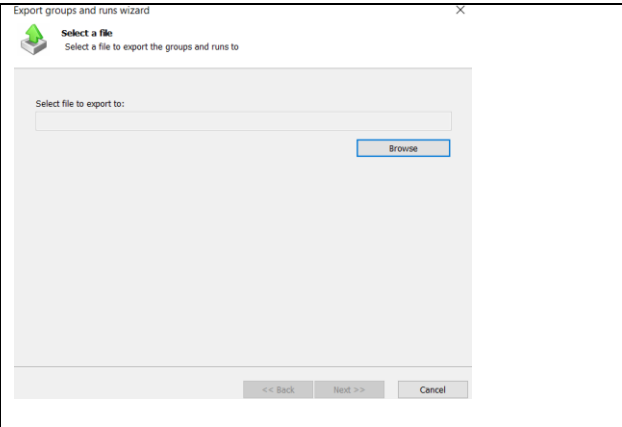 Export groups and runs wizard
Select a file
Select a file to export the groups and runs to
Select file to export to:
Browse
<< Back Next >> Cancel